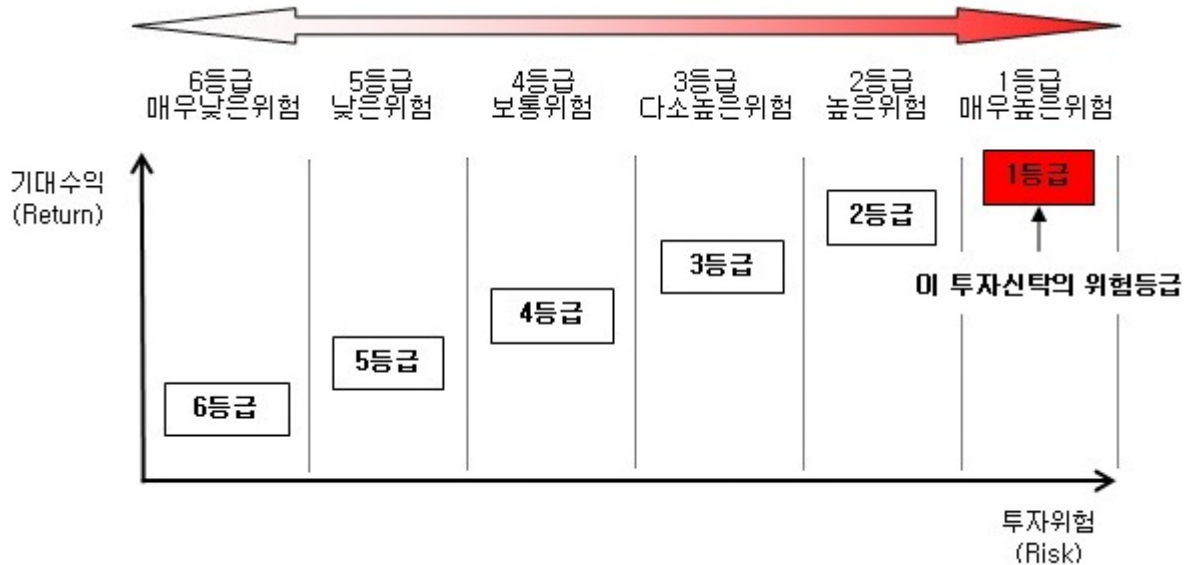 6등급
매우낮은위험
5등급
낮은위험
4등급
보통위험
3등급
다소높은위험
2등급
높은위험
1등급
매우높은위험
기대수익
(Return)
1등급
2등급
이 투자신탁의 위험등급
3등급
4등급
5등급
6등급
투자위험
(Risk)